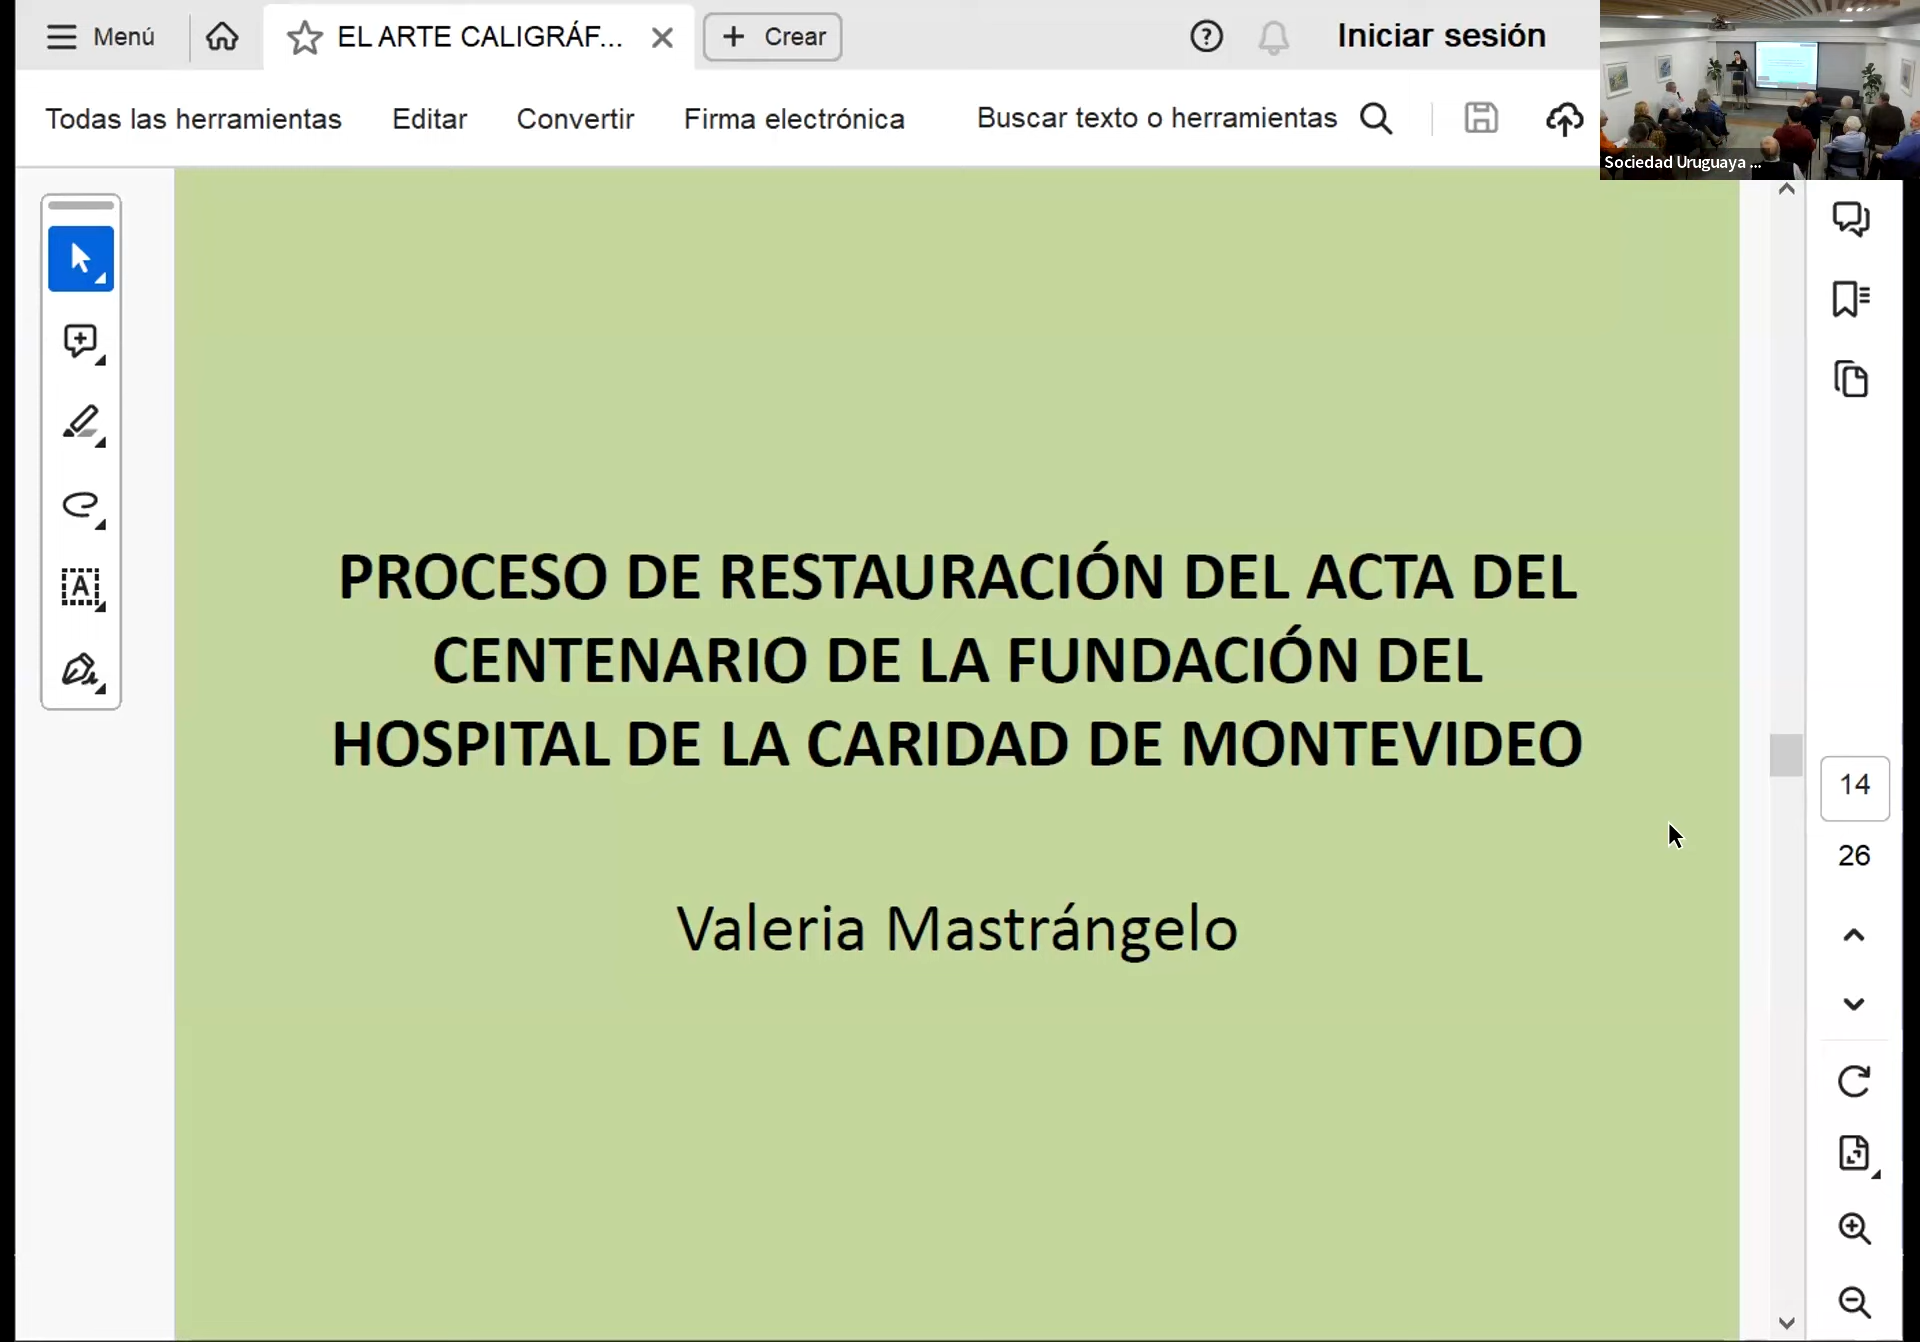 Menú
EL ARTE CALIGRÁF...
Crear
Iniciar sesión
Todas las herramientas
Editar
Convertir
Firma electrónica
Buscar texto o herramientas
Sociedad Uruguaya ...
PROCESO DE RESTAURACIÓN DEL ACTA DEL
CENTENARIO DE LA FUNDACIÓN DEL
HOSPITAL DE LA CARIDAD DE MONTEVIDEO
Valeria Mastrángelo
14
26